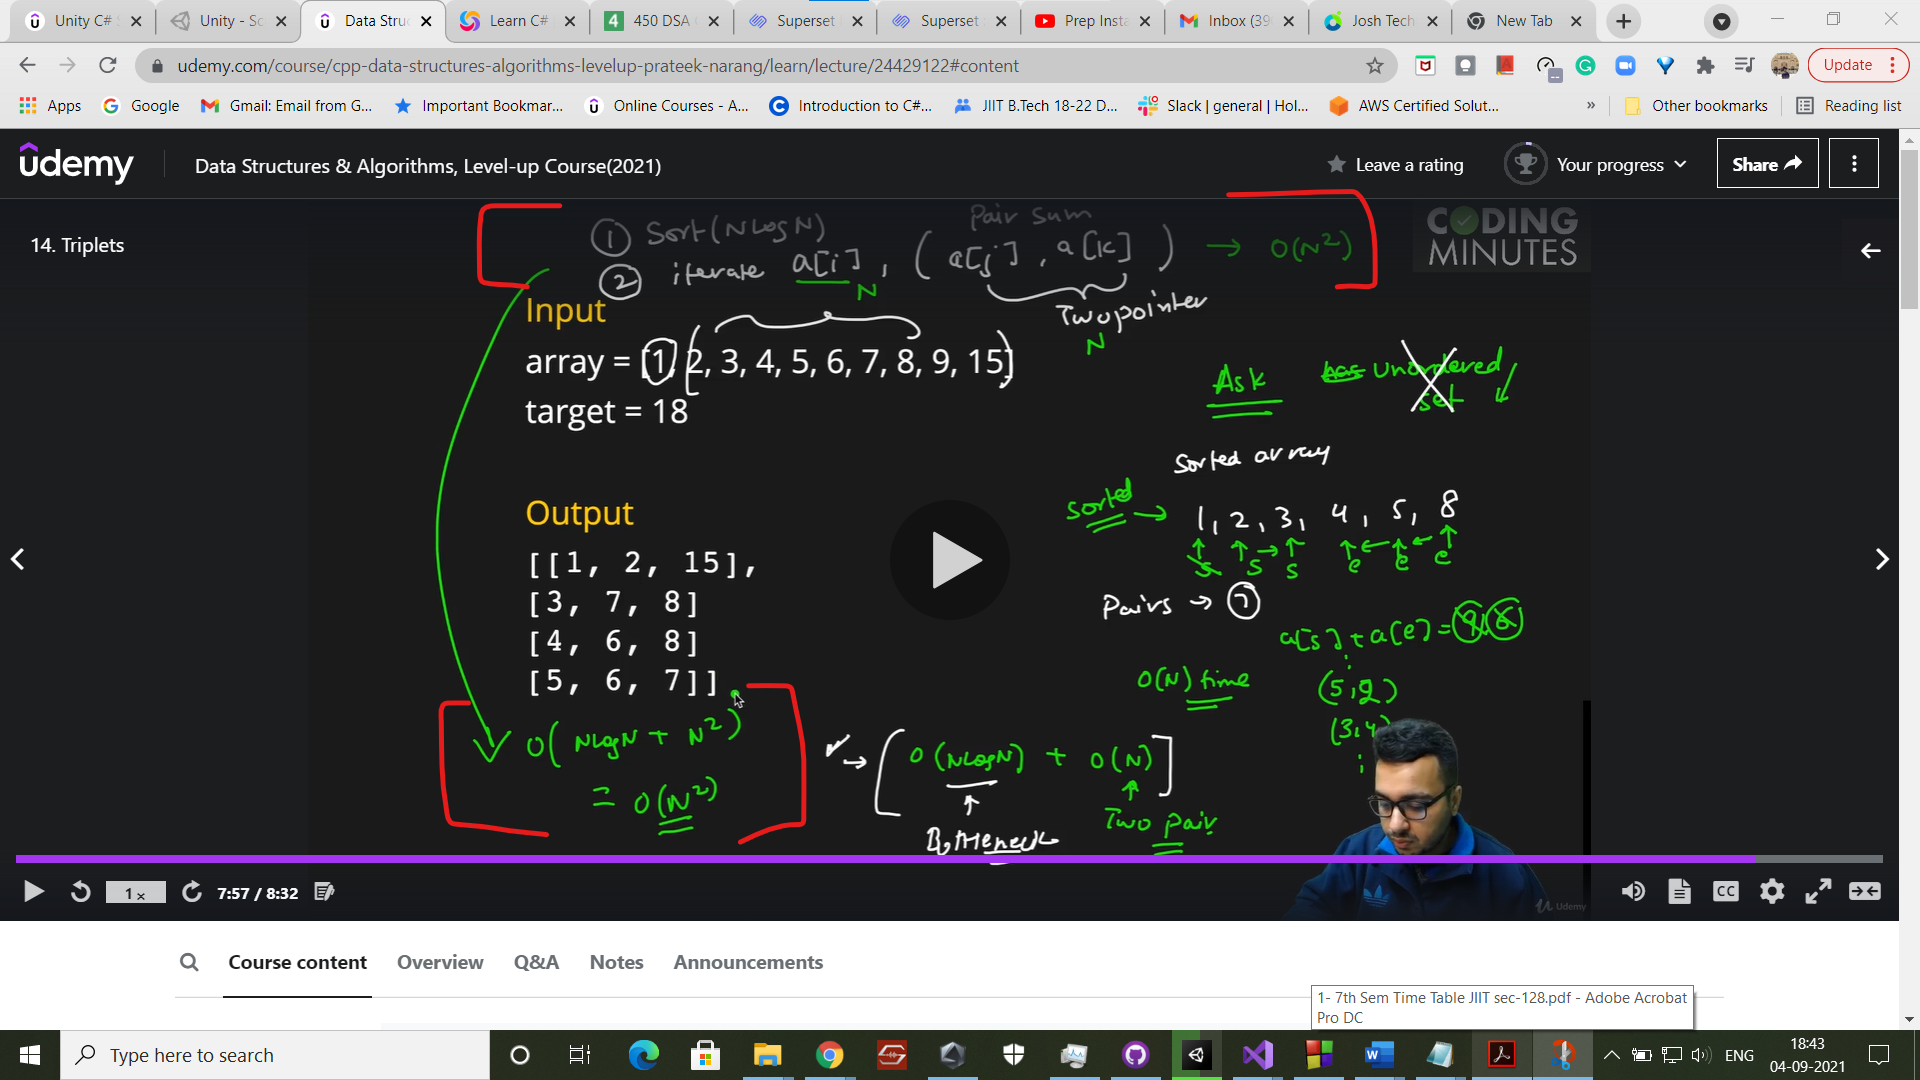 Unity C#
Unity - Sc
Data Struc
Learn C#
450 DSA
Superset
Superset
Prep Insta
Inbox (39
Josh Tech
New Tab
udemy.com/course/cpp-data-structures-algorithms-levelup-prateek-narang/learn/lecture/24429122#content
Update
Apps
Google
Gmail: Email from G...
Important Bookmar...
Online Courses - A...
Introduction to C#...
JIIT B.Tech 18-22 D...
Slack | general | Hol...
AWS Certified Solut...
»
Other bookmarks
Reading list
ûdemy
Data Structures & Algorithms, Level-up Course(2021)
Leave a rating
Your progress
Share
14. Triplets
CODING
MINUTES
① Sort(NLogN)
Pair sum
② iterate a[i], (a[j], a[k]) → O(N²)
N
Two pointer
N
Input
array = [1, 2, 3, 4, 5, 6, 7, 8, 9, 15]
target = 18
Ask
has unordered
set
Sorted array
Sorted → 1, 2, 3, 4, 5, 8
s s s e e e
Output
[[1, 2, 15],
[3, 7, 8]
[4, 6, 8]
[5, 6, 7]]
Pairs → 7
a[s] + a[e] = 9, 6
O(N) time
(5,2)
(3,4)
O(NLogN + N²)
= O(N²)
→ [O(NLogN) + O(N)]
Bottleneck
Two pair
Udemy
1 x
7:57 / 8:32
CC
Course content
Overview
Q&A
Notes
Announcements
1- 7th Sem Time Table JIIT sec-128.pdf - Adobe Acrobat
Pro DC
Type here to search
ENG
18:43
04-09-2021